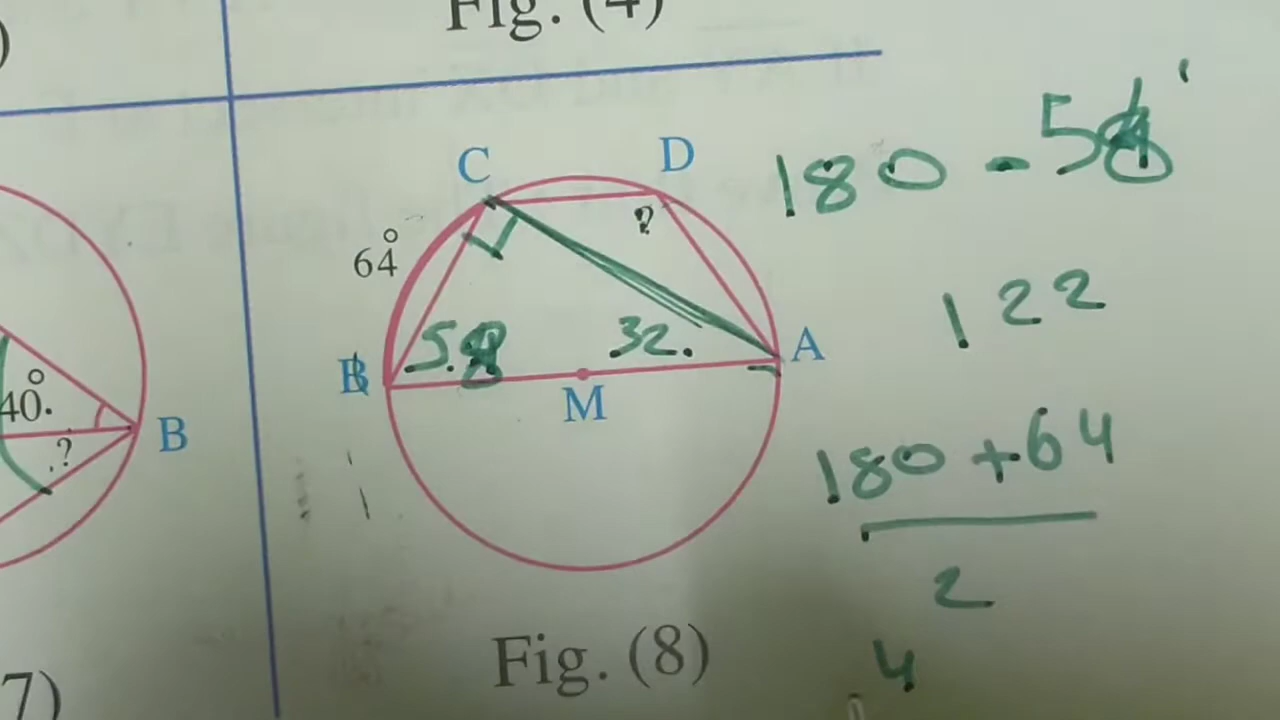 )
Fig. (4)
C
D
180 - 58
64°
?
122
B
58
32.
A
M
40°.
B
.?
180 + 64
2
4
7)
Fig. (8)